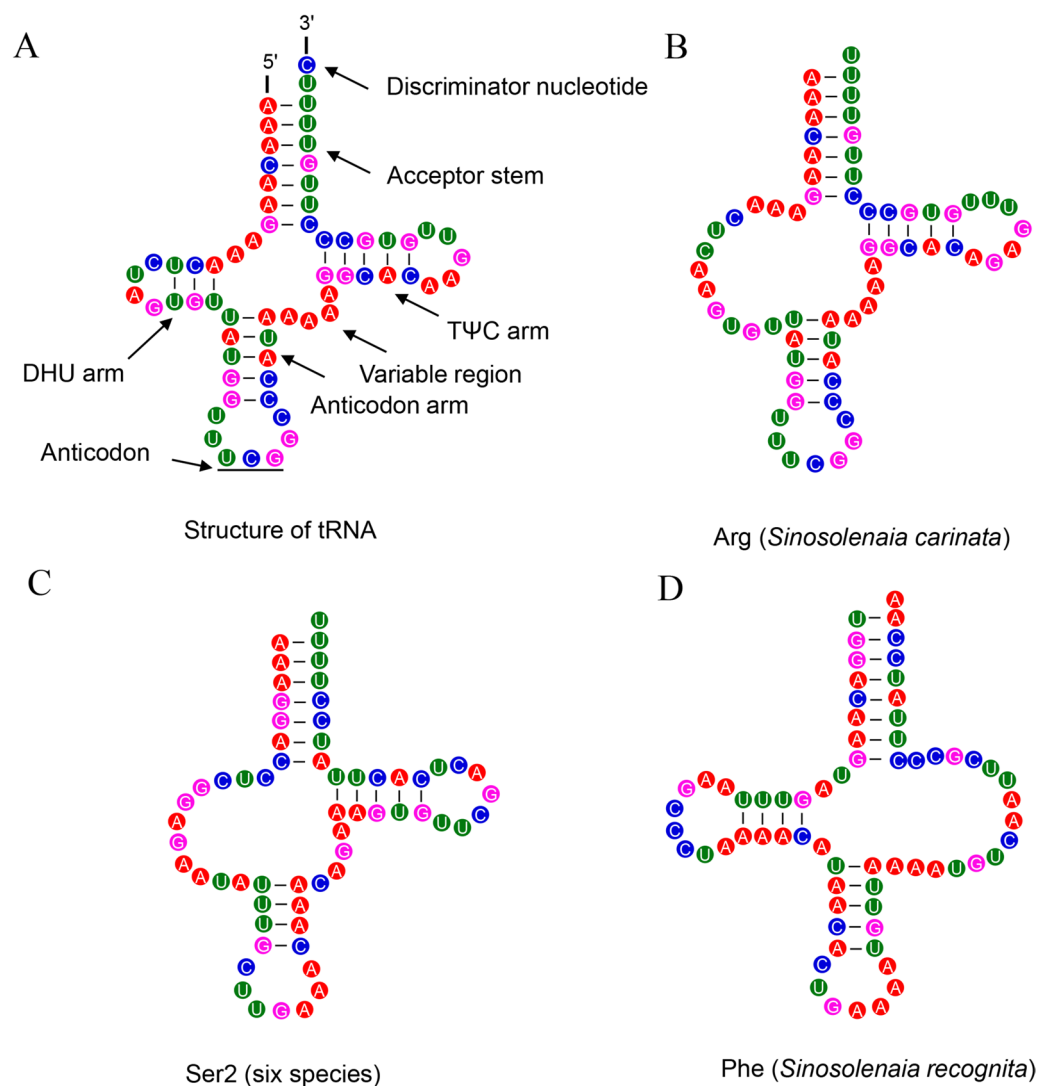 A
3'
5'
Discriminator nucleotide
Acceptor stem
TΨC arm
DHU arm
Variable region
Anticodon arm
Anticodon
Structure of tRNA
B
Arg (Sinosolenaia carinata)
C
Ser2 (six species)
D
Phe (Sinosolenaia recognita)